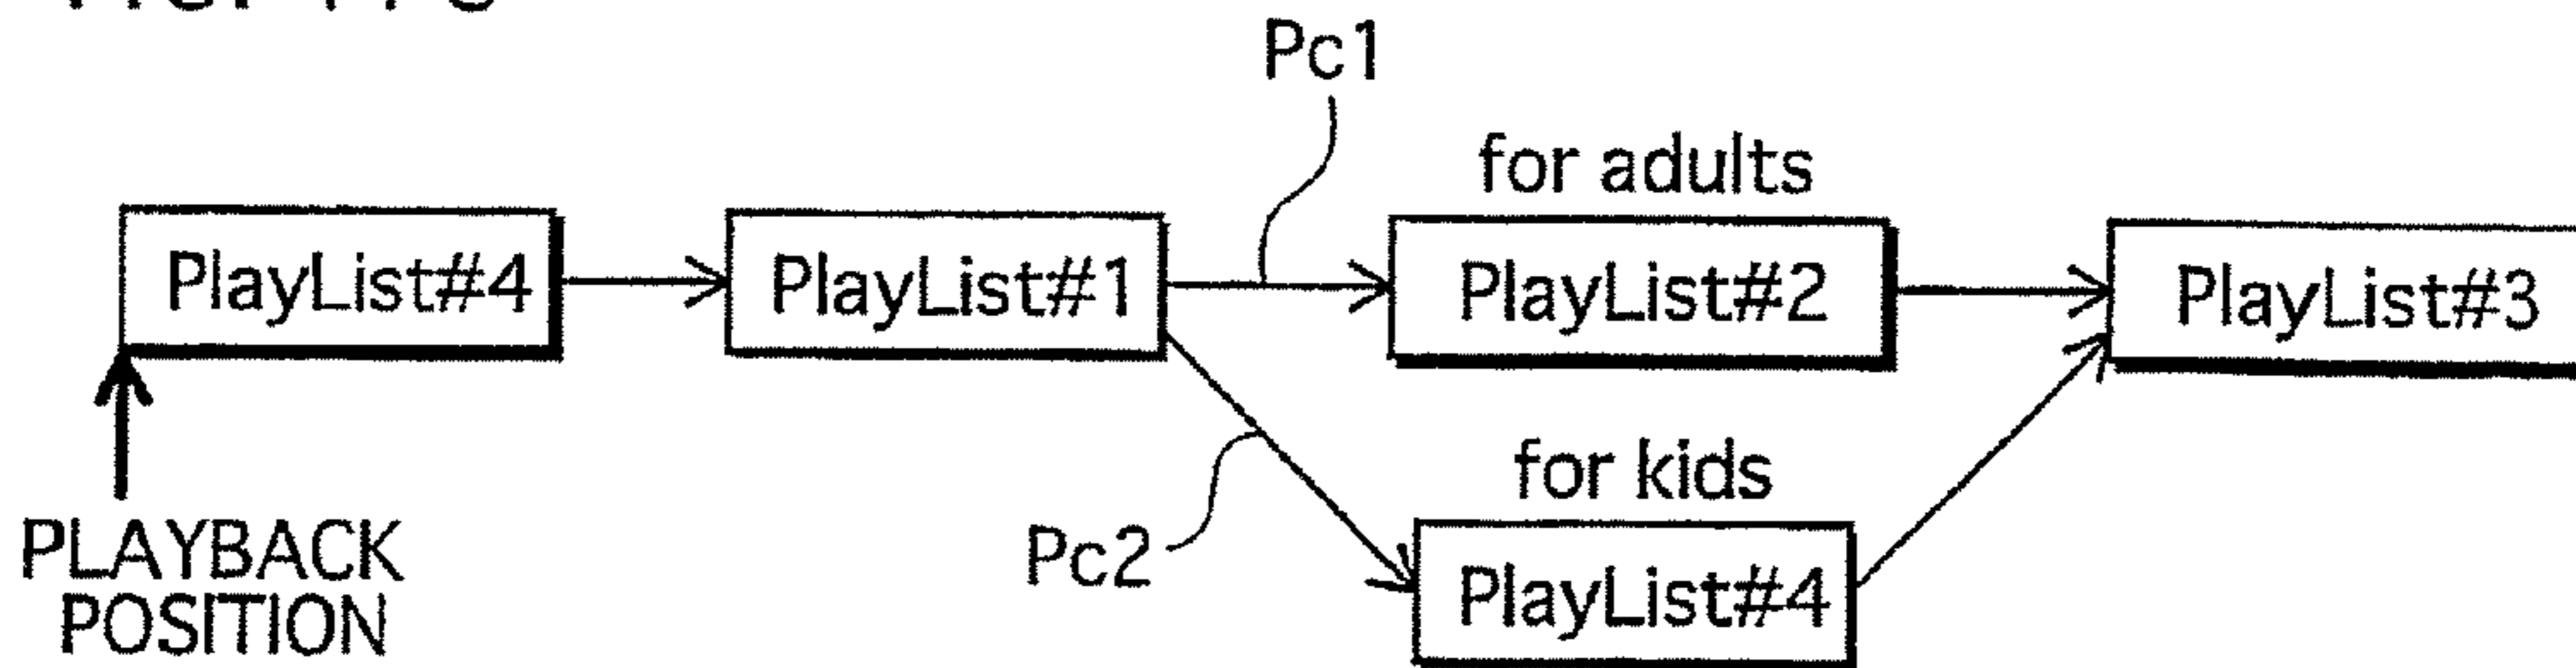 Pc1
for adults
PlayList#4
PlayList#1
PlayList#2
PlayList#3
for kids
Pc2
PlayList#4
PLAYBACK
POSITION